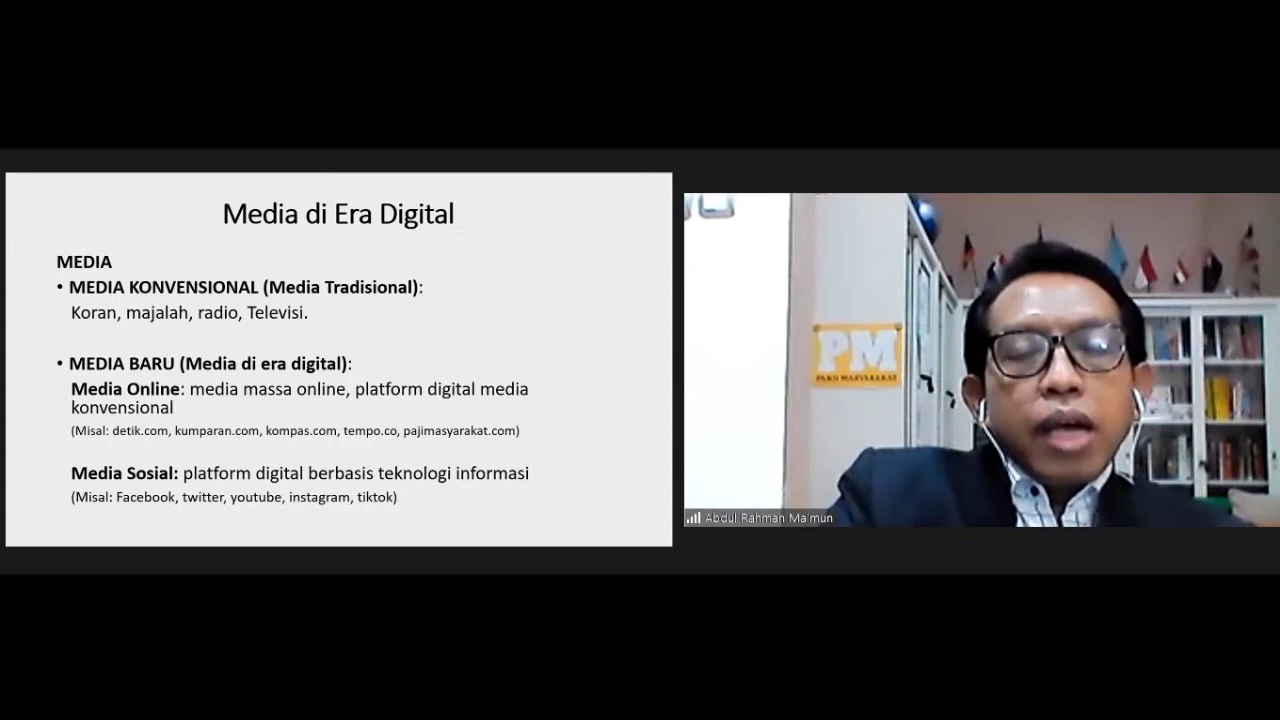 Media di Era Digital
MEDIA
• MEDIA KONVENSIONAL (Media Tradisional):
Koran, majalah, radio, Televisi.
• MEDIA BARU (Media di era digital):
Media Online: media massa online, platform digital media
konvensional
(Misal: detik.com, kumparan.com, kompas.com, tempo.co, pajimasyarakat.com)
Media Sosial: platform digital berbasis teknologi informasi
(Misal: Facebook, twitter, youtube, instagram, tiktok)
PM
PANJI MASYARAKAT
Abdul Rahman Ma'mun